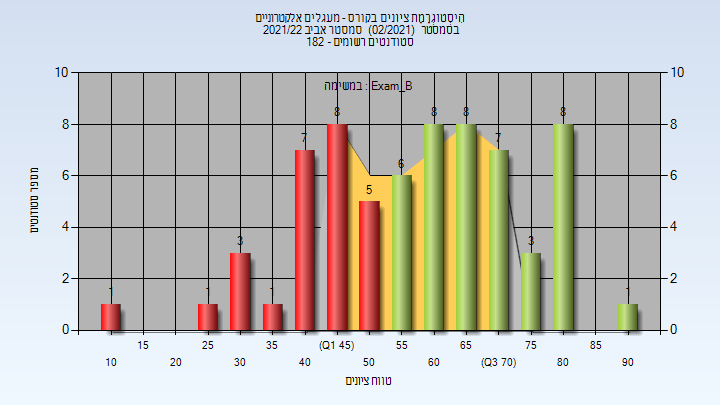 היסטוגרמת ציונים בקורס - מעגלים אלקטרוניים
בסמסטר (02/2021) סמסטר אביב 2021/22
סטודנטים רשומים - 182
במשימה : Exam_B
מספר סטודנטים
10 10
8 8
6 6
4 4
2 2
0 0
1 1 3 1 7 8 5 6 8 8 7 3 8 1
15 25 35 (Q1 45) 55 65 75 85
10 20 30 40 50 60 (Q3 70) 80 90
טווח ציונים